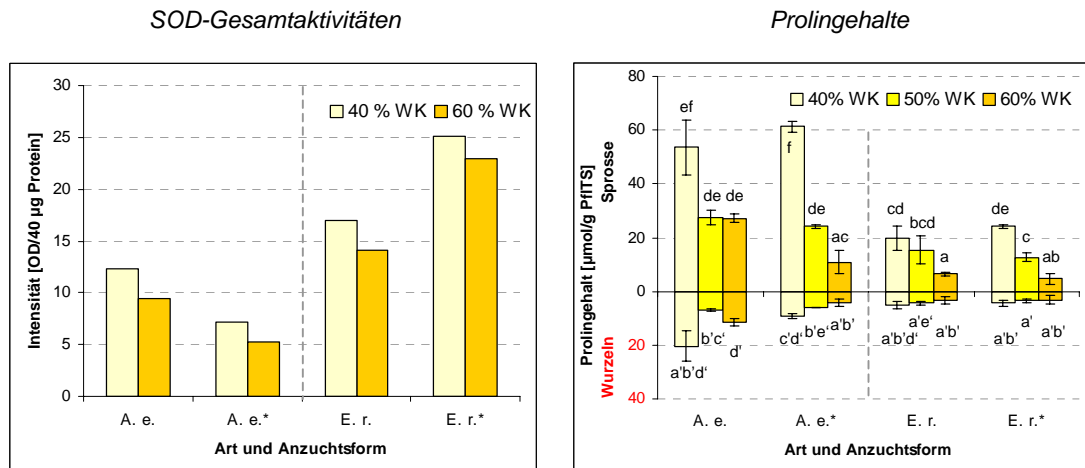 SOD-Gesamtaktivitäten
Intensität [OD/40 µg Protein]
30
25
20
15
10
5
0
40 % WK 60 % WK
A. e. A. e.* E. r. E. r.*
Art und Anzuchtsform
Prolingehalte
Prolingehalt [µmol/g PflTS]
Sprosse
Wurzeln
80
60
40
20
0
20
40
40% WK 50% WK 60% WK
ef de de f de ac cd bcd a de c ab
a'b'd‘ b'c‘ d' c'd‘ b'e‘ a'b' a'b'd‘ a'e‘ a'b' a'b' a' a'b'
A. e. A. e.* E. r. E. r.*
Art und Anzuchtsform